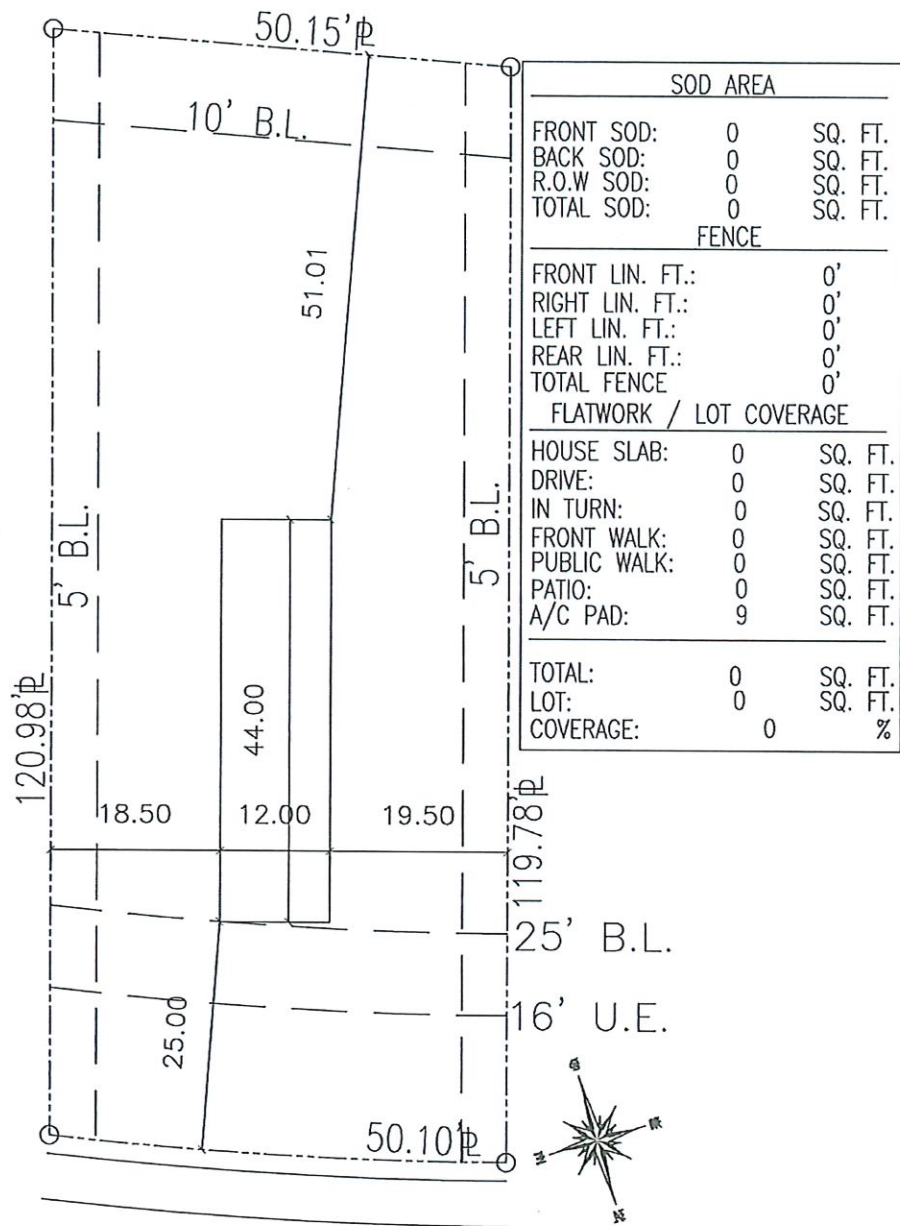 50.15'℄
10' B.L.
51.01
5' B.L.
5' B.L.
120.98'℄
44.00
18.50
12.00
19.50
119.78'℄
25' B.L.
16' U.E.
25.00
50.10'℄
SOD AREA
FRONT SOD: 0 SQ. FT.
BACK SOD: 0 SQ. FT.
R.O.W SOD: 0 SQ. FT.
TOTAL SOD: 0 SQ. FT.
FENCE
FRONT LIN. FT.: 0'
RIGHT LIN. FT.: 0'
LEFT LIN. FT.: 0'
REAR LIN. FT.: 0'
TOTAL FENCE 0'
FLATWORK / LOT COVERAGE
HOUSE SLAB: 0 SQ. FT.
DRIVE: 0 SQ. FT.
IN TURN: 0 SQ. FT.
FRONT WALK: 0 SQ. FT.
PUBLIC WALK: 0 SQ. FT.
PATIO: 0 SQ. FT.
A/C PAD: 9 SQ. FT.
TOTAL: 0 SQ. FT.
LOT: 0 SQ. FT.
COVERAGE: 0 %